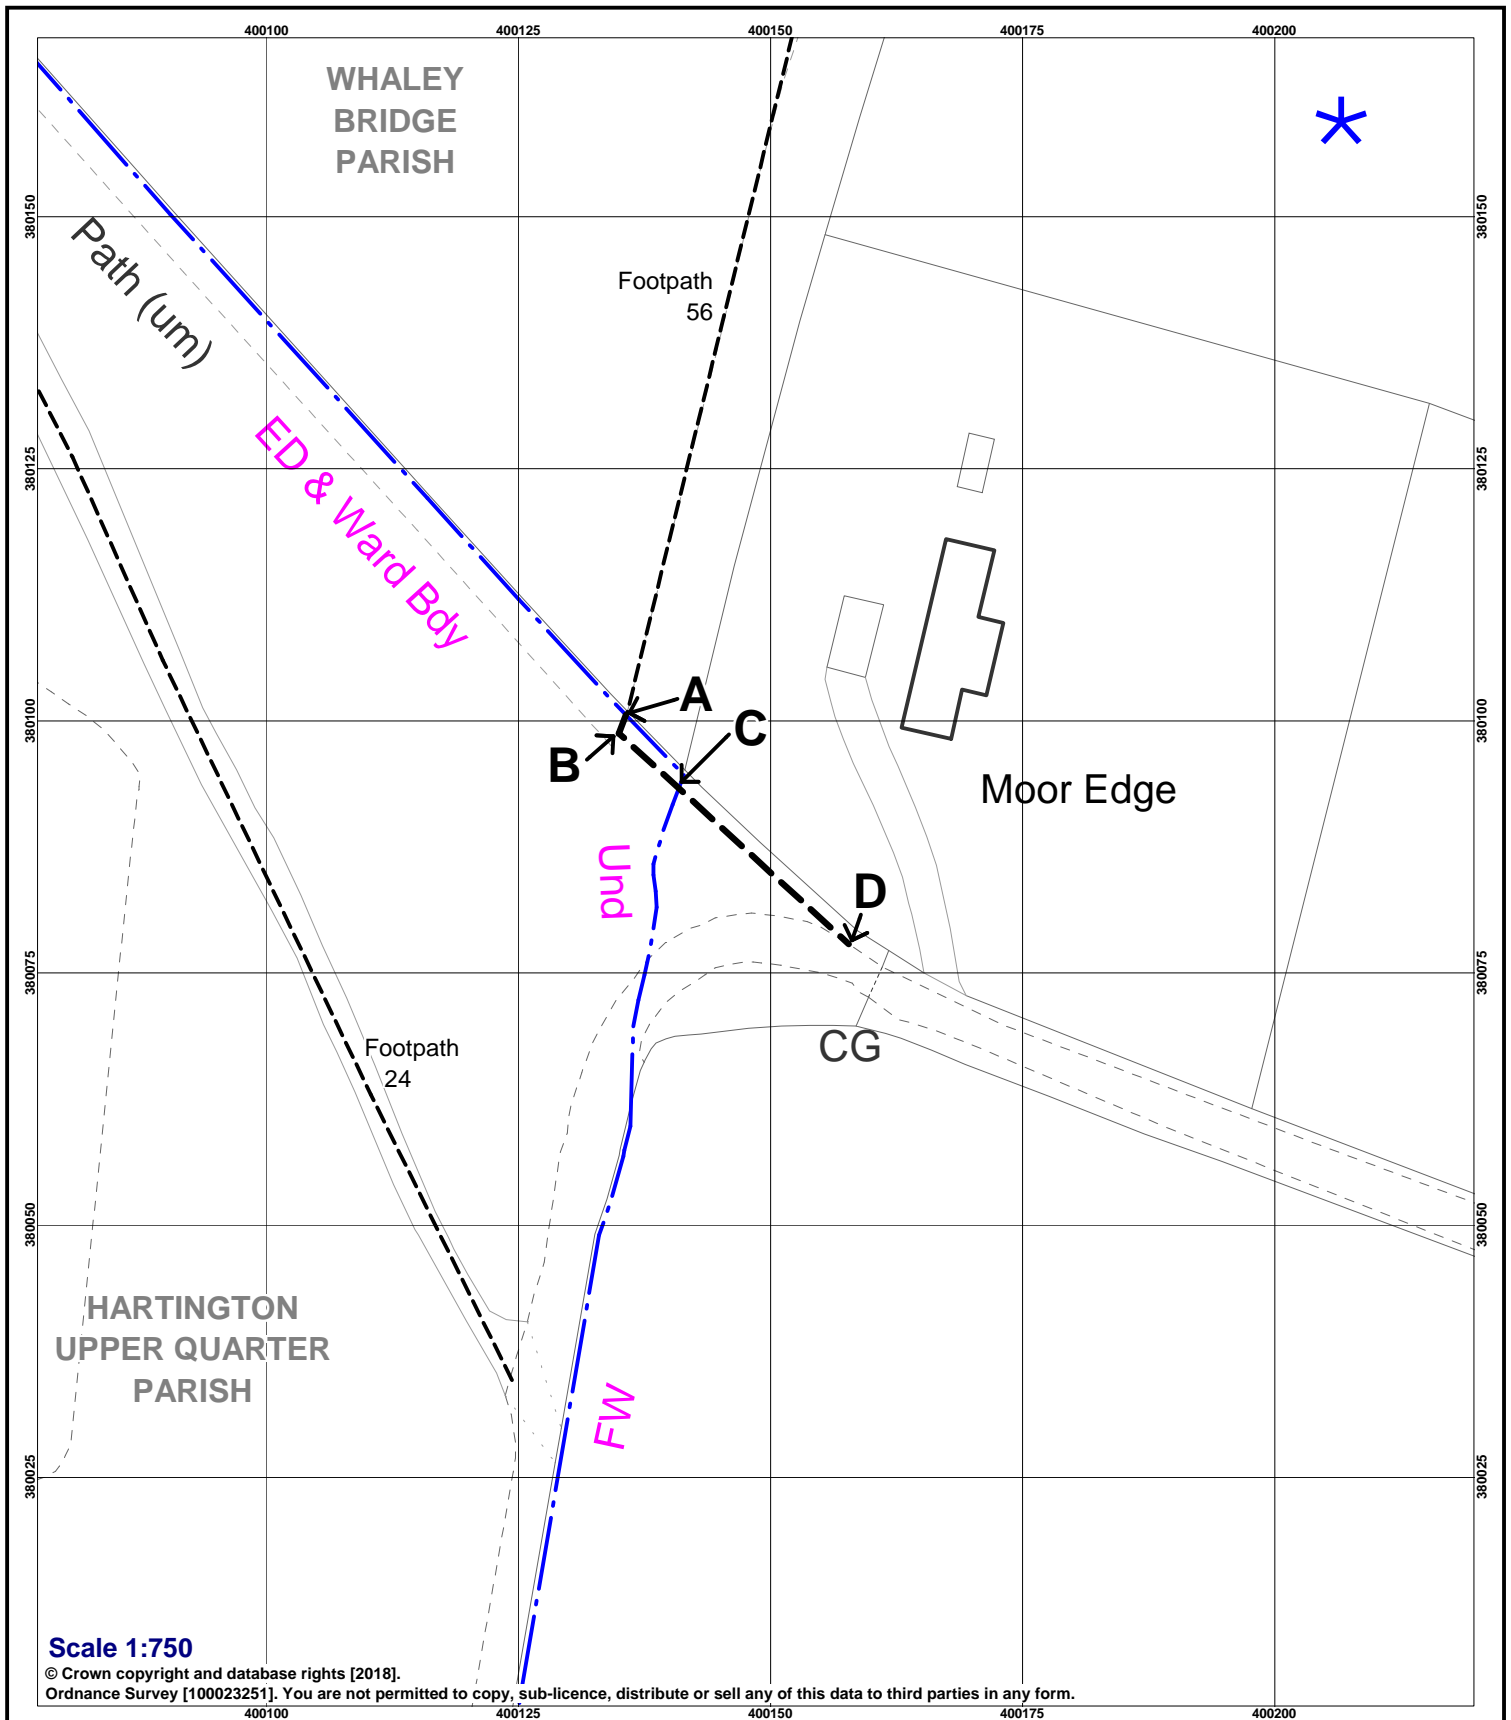 400100 400125 400150 400175 400200
WHALEY
BRIDGE
PARISH
380150
380150
Path (um)
Footpath
56
ED & Ward Bdy
380125
380125
A
C
B
380100
380100
Moor Edge
Und
D
380075
380075
CG
Footpath
24
380050
380050
HARTINGTON
UPPER QUARTER
PARISH
FW
380025
380025
Scale 1:750
© Crown copyright and database rights [2018].
Ordnance Survey [100023251]. You are not permitted to copy, sub-licence, distribute or sell any of this data to third parties in any form.
400100 400125 400150 400175 400200